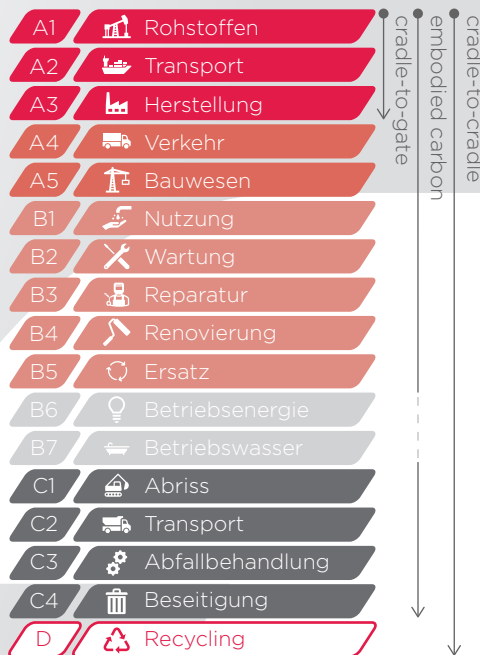 A1 Rohstoffen
A2 Transport
A3 Herstellung
A4 Verkehr
A5 Bauwesen
B1 Nutzung
B2 Wartung
B3 Reparatur
B4 Renovierung
B5 Ersatz
B6 Betriebsenergie
B7 Betriebswasser
C1 Abriss
C2 Transport
C3 Abfallbehandlung
C4 Beseitigung
D Recycling
cradle-to-gate
embodied carbon
cradle-to-cradle